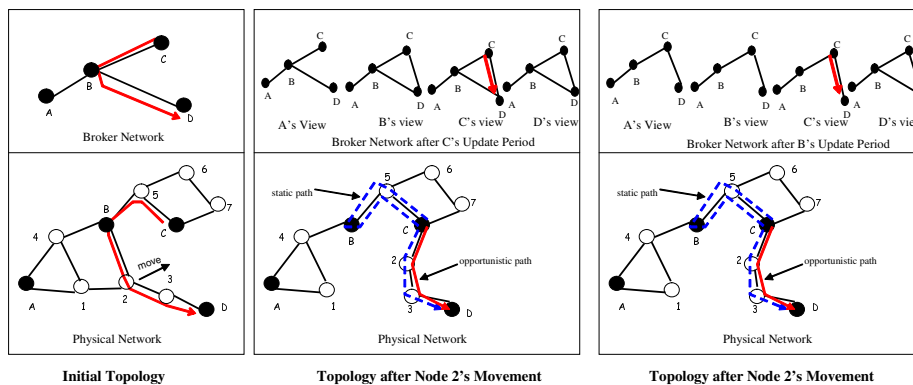 C
B
A
D
Broker Network
6
5
7
B
C
4
move
3
A
1
2
D
Physical Network
Initial Topology
C
B
A
D
A's View
C
B
A
D
B's view
C
B
A
D
C's view
C
B
A
D
D's view
Broker Network after C's Update Period
6
5
static path
7
B
C
4
2
opportunistic path
A
1
3
D
Physical Network
Topology after Node 2's Movement
C
B
A
D
A's View
C
B
A
D
B's view
C
B
A
D
C's view
C
B
A
D
D's view
Broker Network after B's Update Period
6
5
static path
7
B
C
4
2
opportunistic path
A
1
3
D
Physical Network
Topology after Node 2's Movement